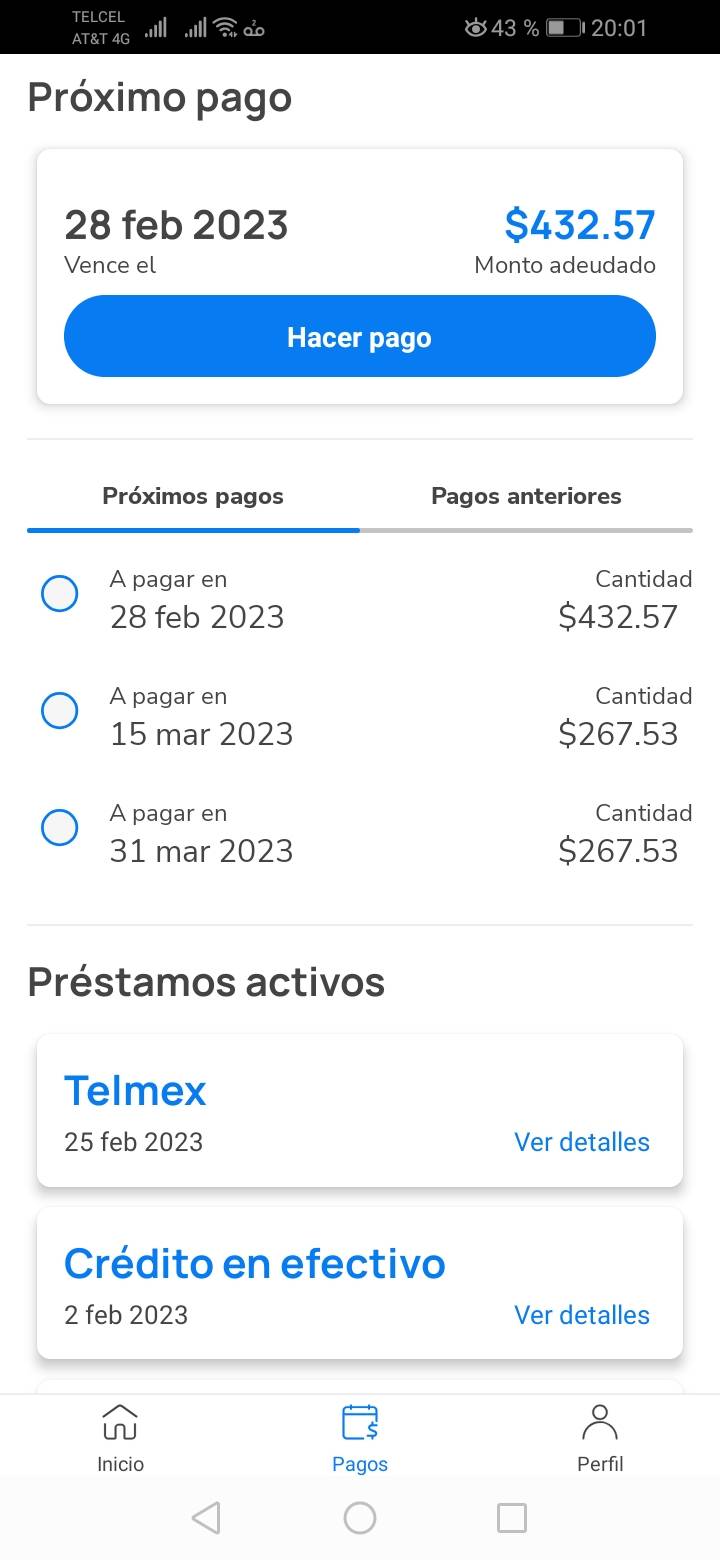 TELCEL
AT&T 4G
2
43 %
20:01
Próximo pago
28 feb 2023 $432.57
Vence el Monto adeudado
Hacer pago
Próximos pagos Pagos anteriores
A pagar en Cantidad
28 feb 2023 $432.57
A pagar en Cantidad
15 mar 2023 $267.53
A pagar en Cantidad
31 mar 2023 $267.53
Préstamos activos
Telmex
25 feb 2023 Ver detalles
Crédito en efectivo
2 feb 2023 Ver detalles
Inicio Pagos Perfil